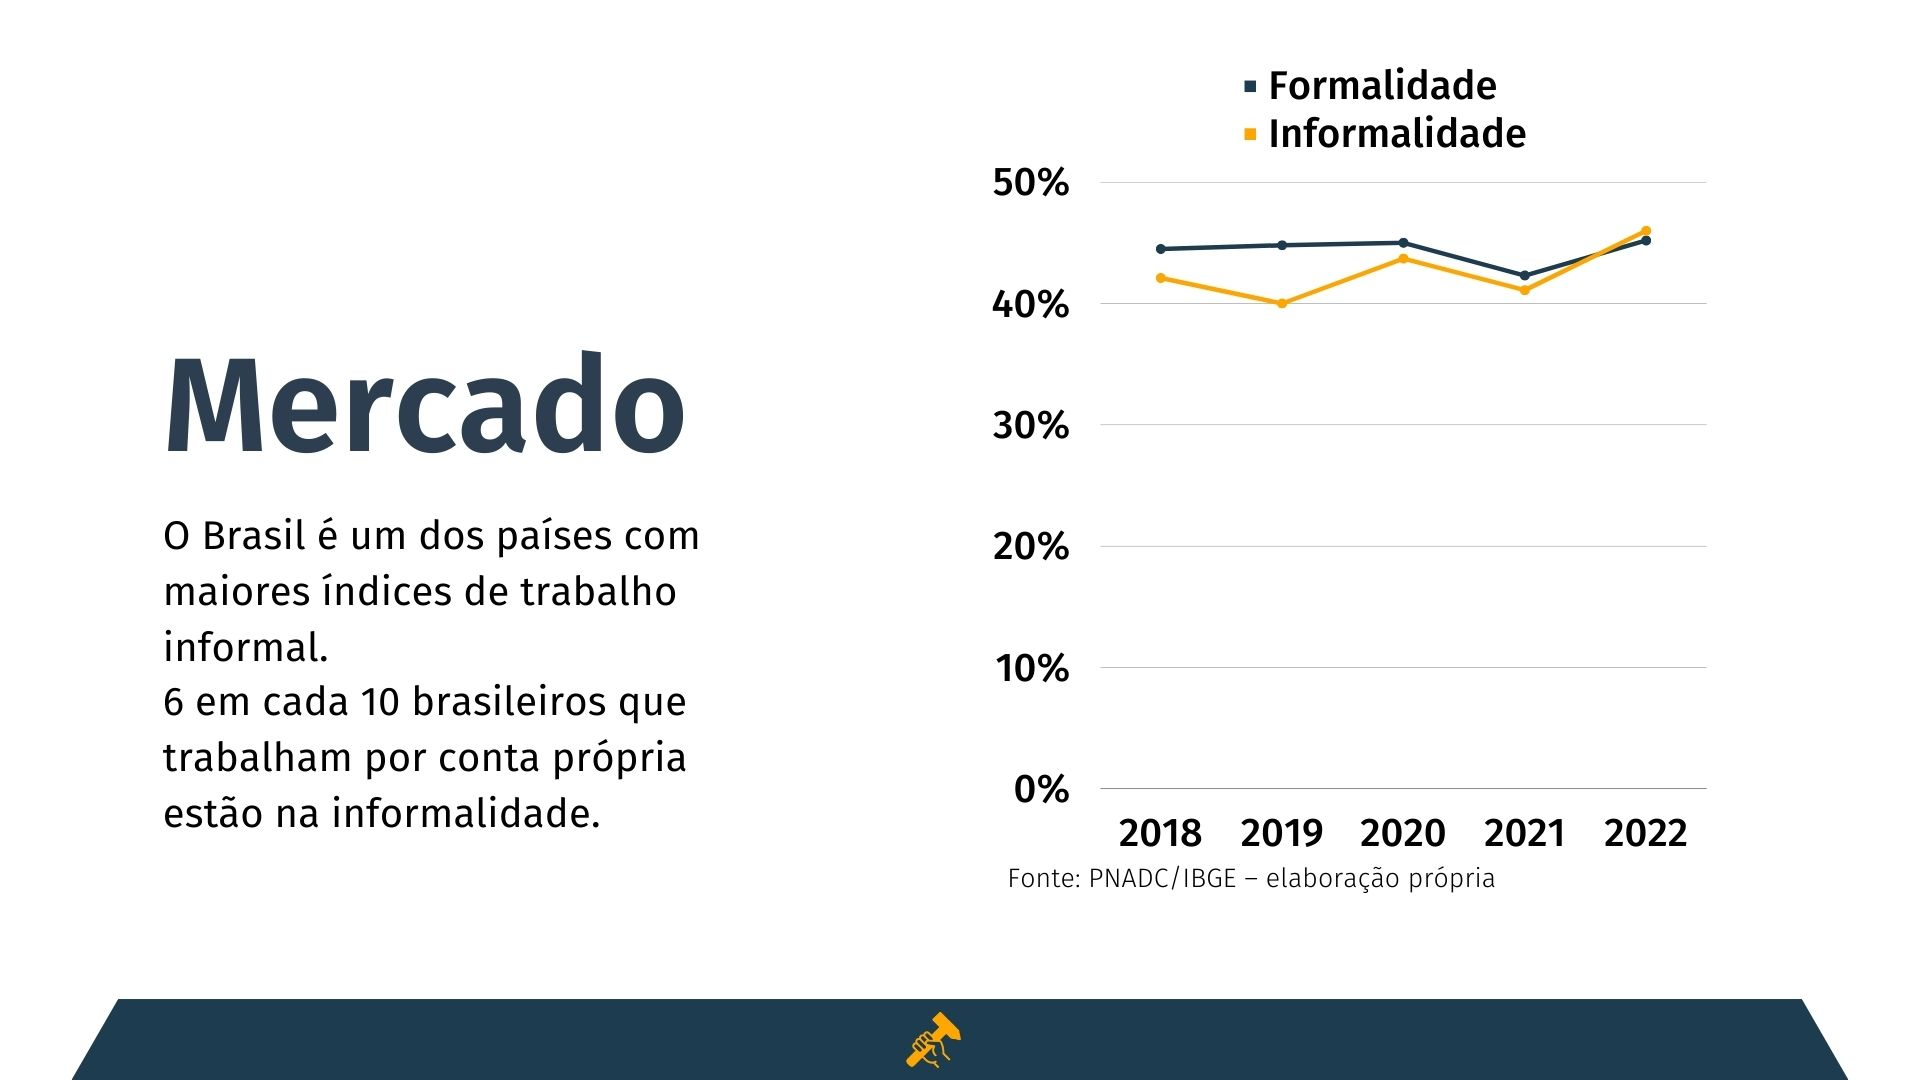 Mercado
O Brasil é um dos países com
maiores índices de trabalho
informal.
6 em cada 10 brasileiros que
trabalham por conta própria
estão na informalidade.
Formalidade
Informalidade
50%
40%
30%
20%
10%
0%
2018 2019 2020 2021 2022
Fonte: PNADC/IBGE – elaboração própria